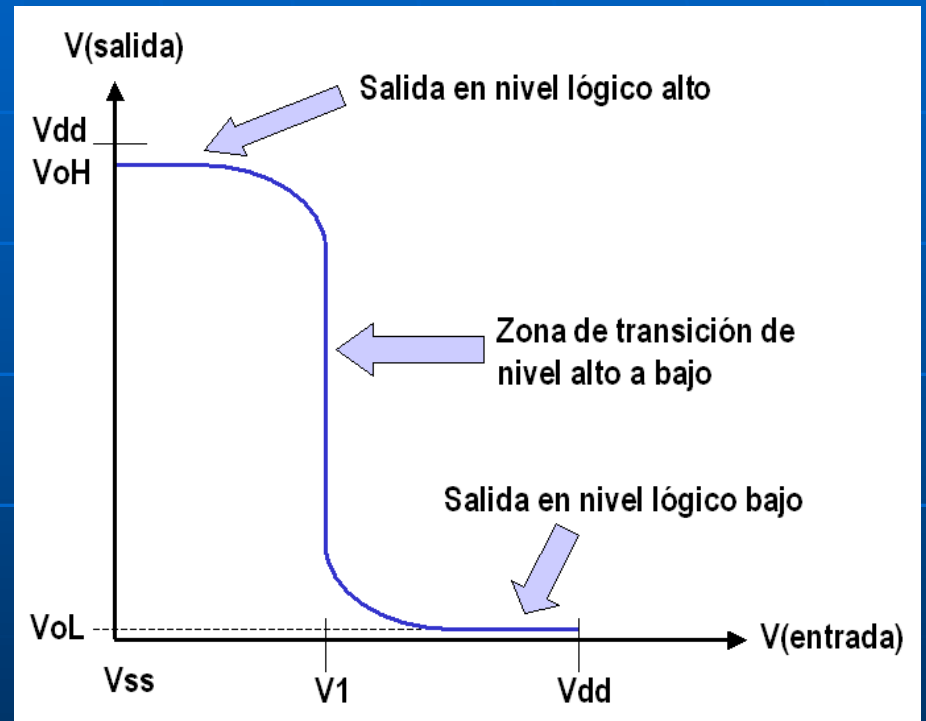 V(salida)
Salida en nivel lógico alto
Vdd
VoH
Zona de transición de
nivel alto a bajo
Salida en nivel lógico bajo
VoL
V(entrada)
Vss
V1
Vdd